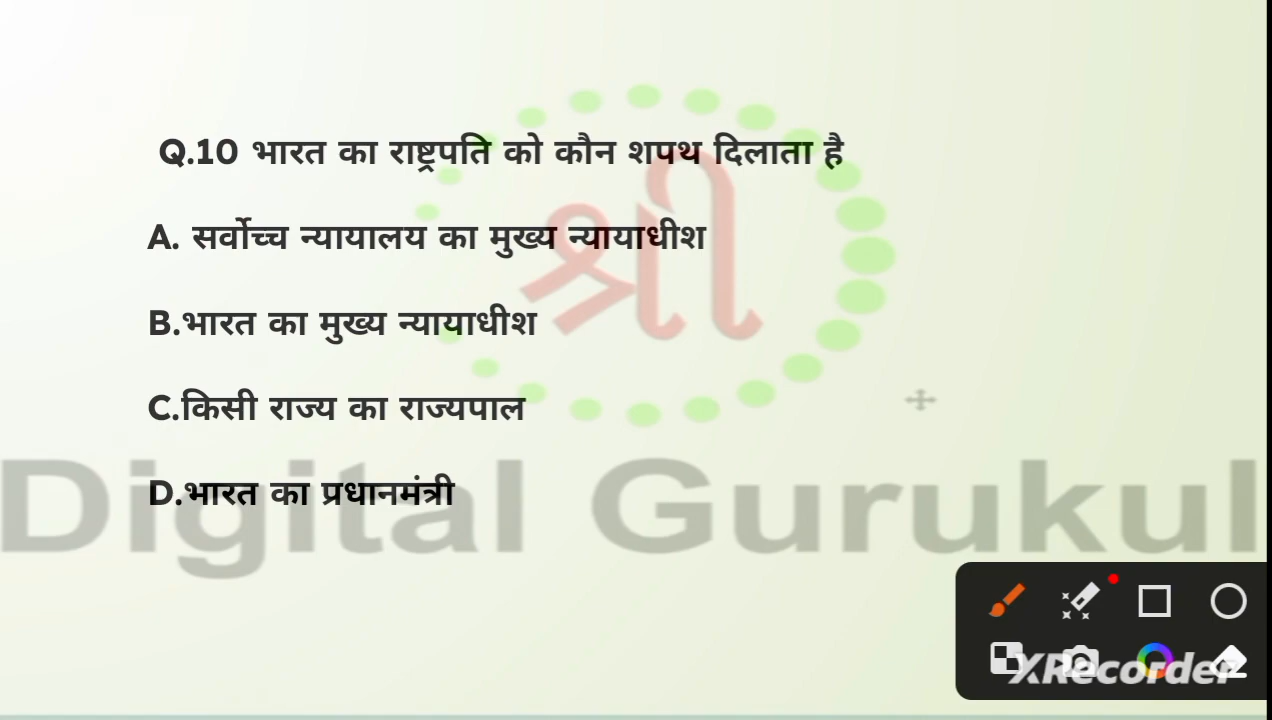 Q.10 भारत का राष्ट्रपति को कौन शपथ दिलाता है
A. सर्वोच्च न्यायालय का मुख्य न्यायाधीश
B.भारत का मुख्य न्यायाधीश
C.किसी राज्य का राज्यपाल
D.भारत का प्रधानमंत्री
श्री
Digital Gurukul
XRecorder